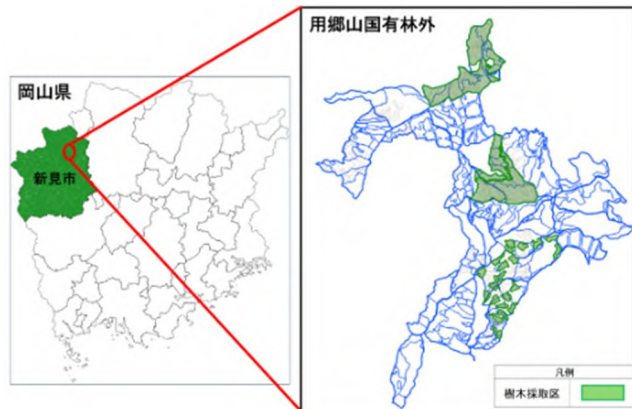 岡山県
新見市
用郷山国有林外
凡例
樹木採取区